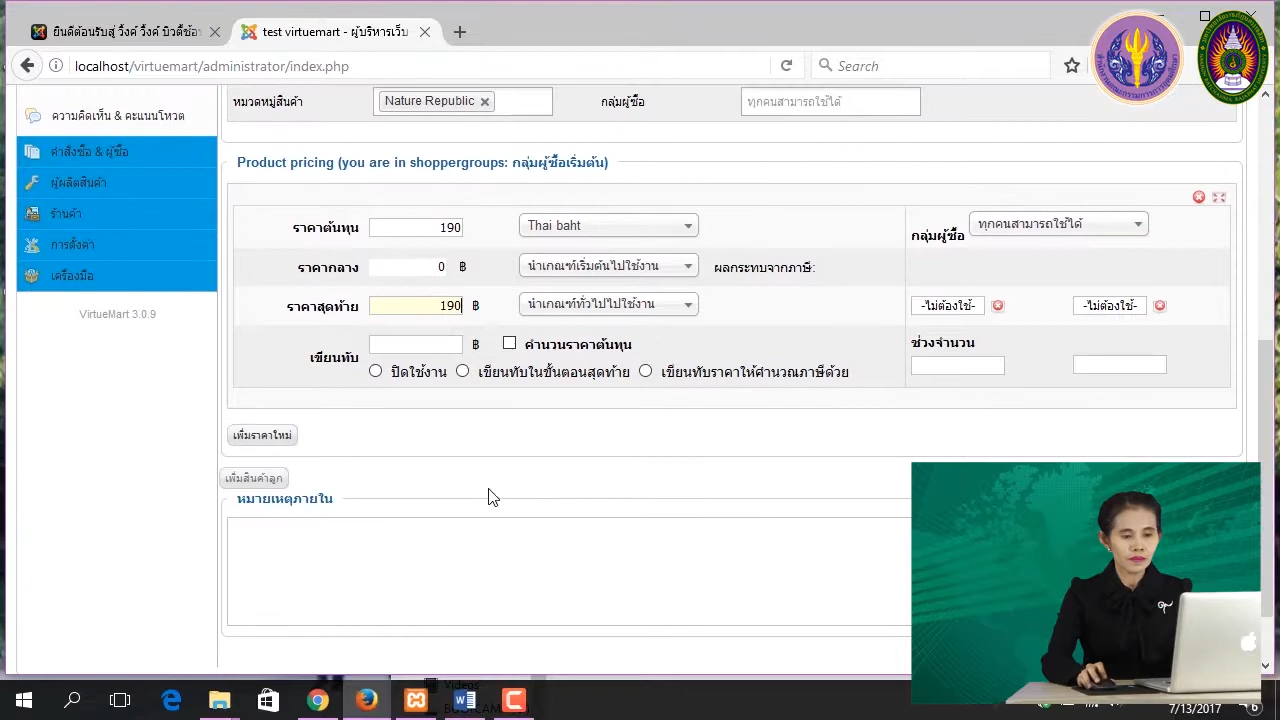 ยินดีต้อนรับสู่ วิ้งค์ วิ้งค์ บิวตี้ช้อป
test virtuemart - ผู้บริหารเว็บ
localhost/virtuemart/administrator/index.php
Search
ความคิดเห็น & คะแนนโหวต
คำสั่งซื้อ & ผู้ซื้อ
ผู้ผลิตสินค้า
ร้านค้า
การตั้งค่า
เครื่องมือ
VirtueMart 3.0.9
หมวดหมู่สินค้า
Nature Republic
กลุ่มผู้ซื้อ
ทุกคนสามารถใช้ได้
Product pricing (you are in shoppergroups: กลุ่มผู้ซื้อเริ่มต้น)
ราคาต้นทุน 190 Thai baht กลุ่มผู้ซื้อ ทุกคนสามารถใช้ได้
ราคากลาง 0 ฿ นำเกณฑ์เริ่มต้นไปใช้งาน ผลกระทบจากภาษี:
ราคาสุดท้าย 190 ฿ นำเกณฑ์ทั่วไปไปใช้งาน -ไม่ต้องใช้- -ไม่ต้องใช้-
เขียนทับ ฿ คำนวนราคาต้นทุน ช่วงจำนวน
ปิดใช้งาน เขียนทับในขั้นตอนสุดท้าย เขียนทับราคาให้คำนวณภาษีด้วย
เพิ่มราคาใหม่
เพิ่มสินค้าลูก
หมายเหตุภายใน
Videos
7/13/2017